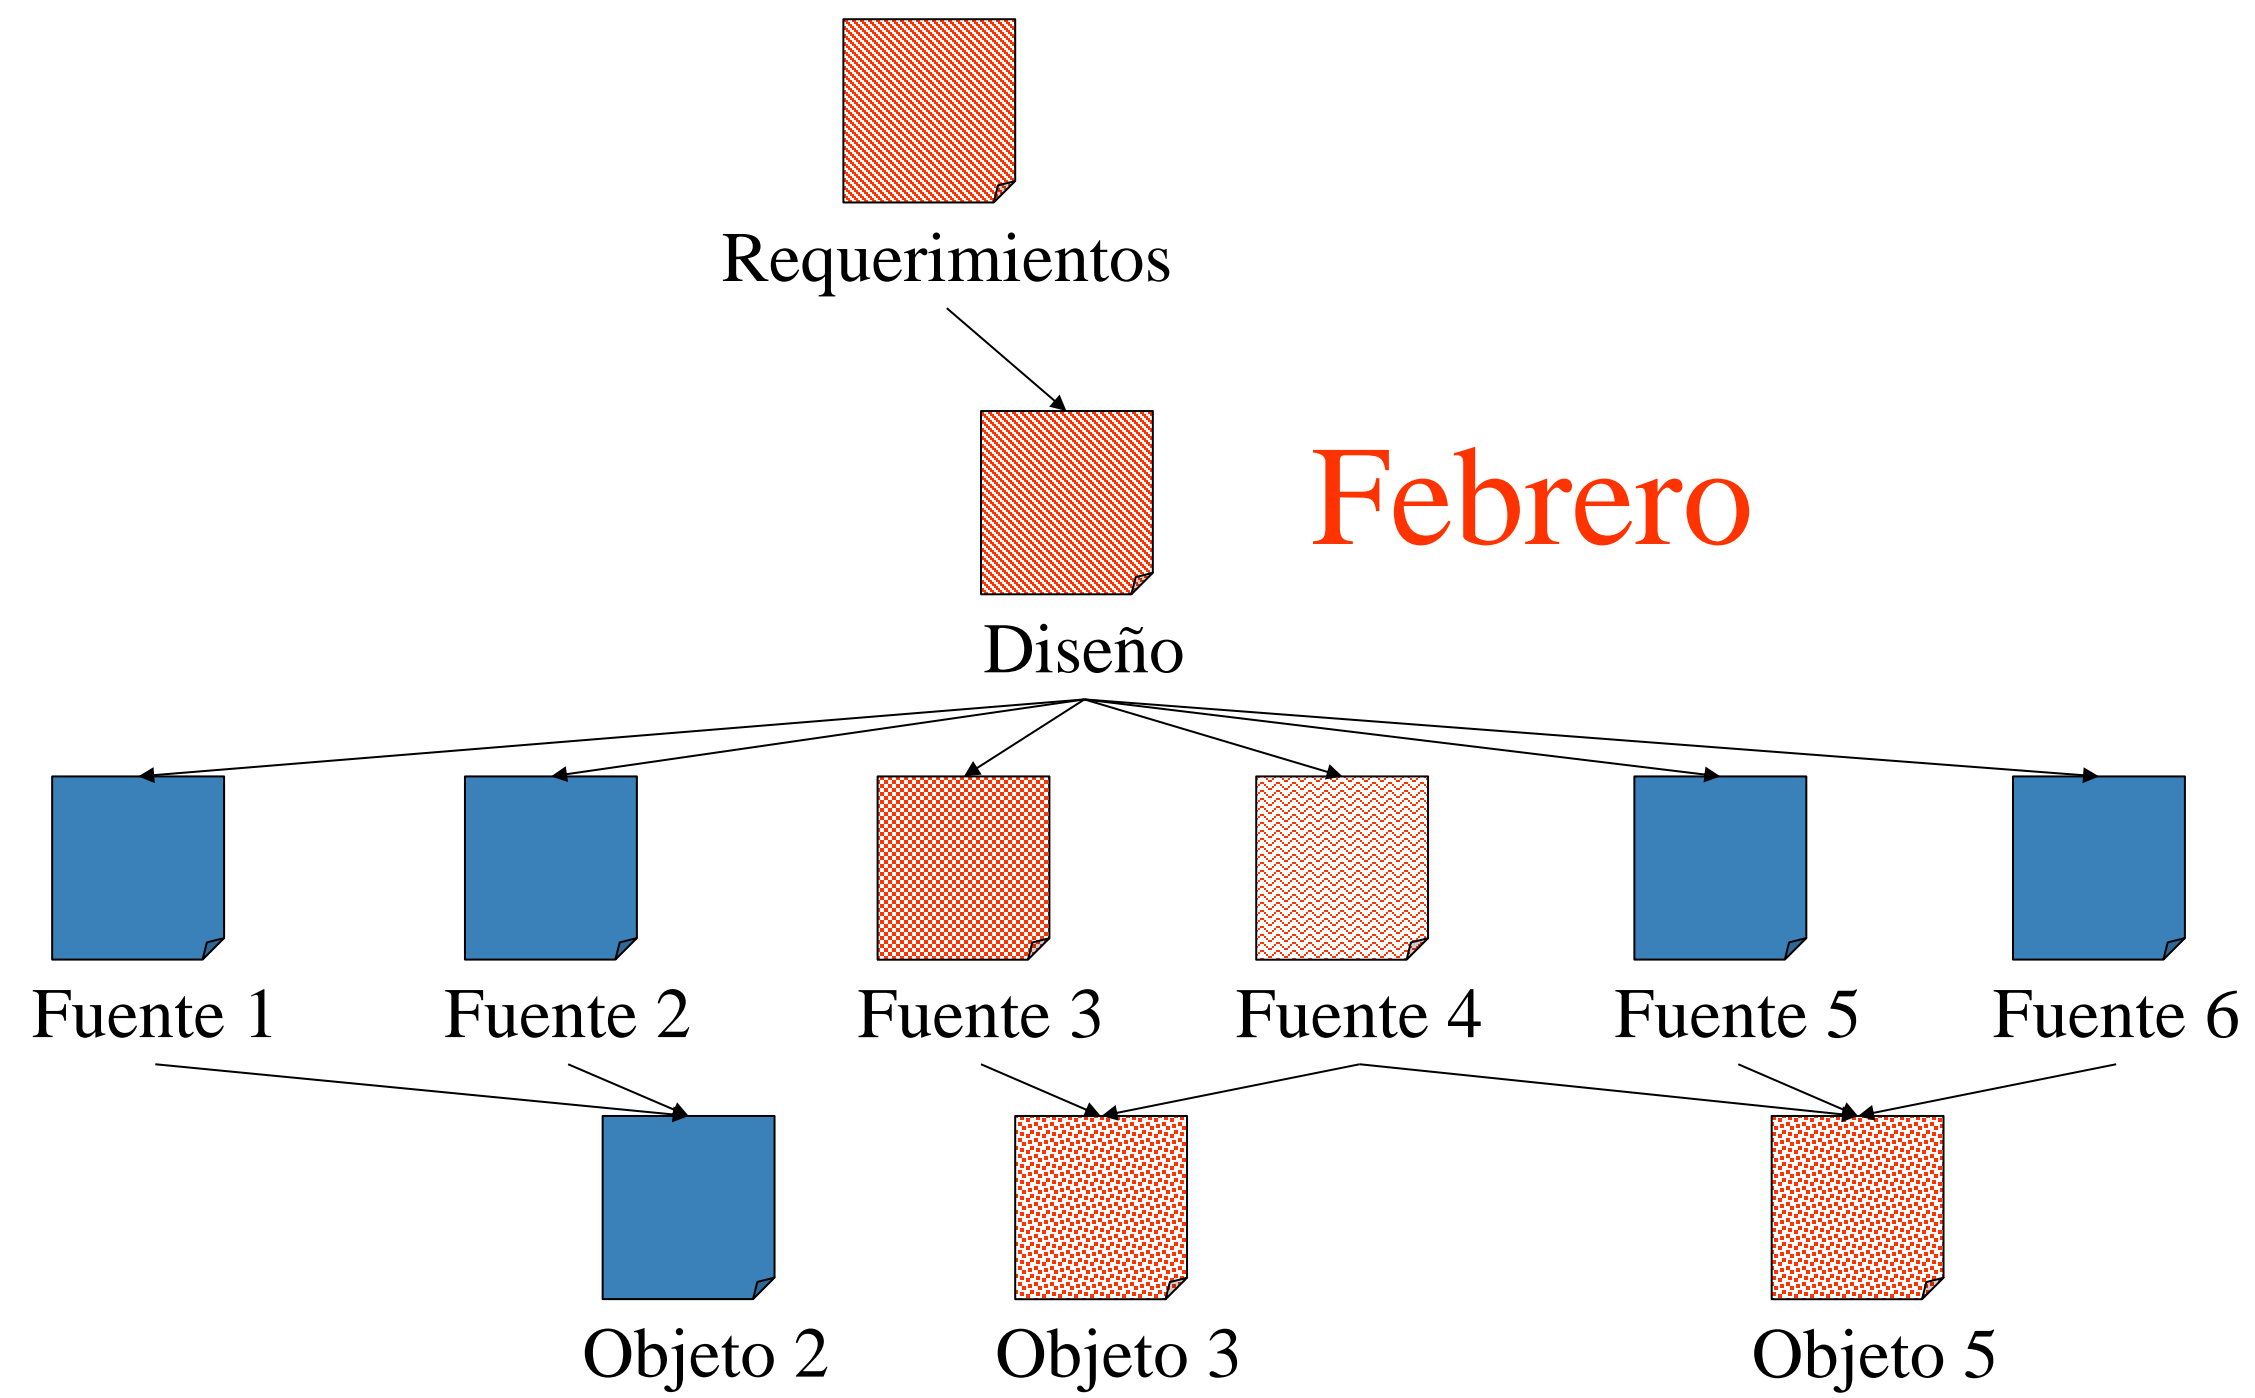 Requerimientos
Febrero
Diseño
Fuente 1
Fuente 2
Fuente 3
Fuente 4
Fuente 5
Fuente 6
Objeto 2
Objeto 3
Objeto 5